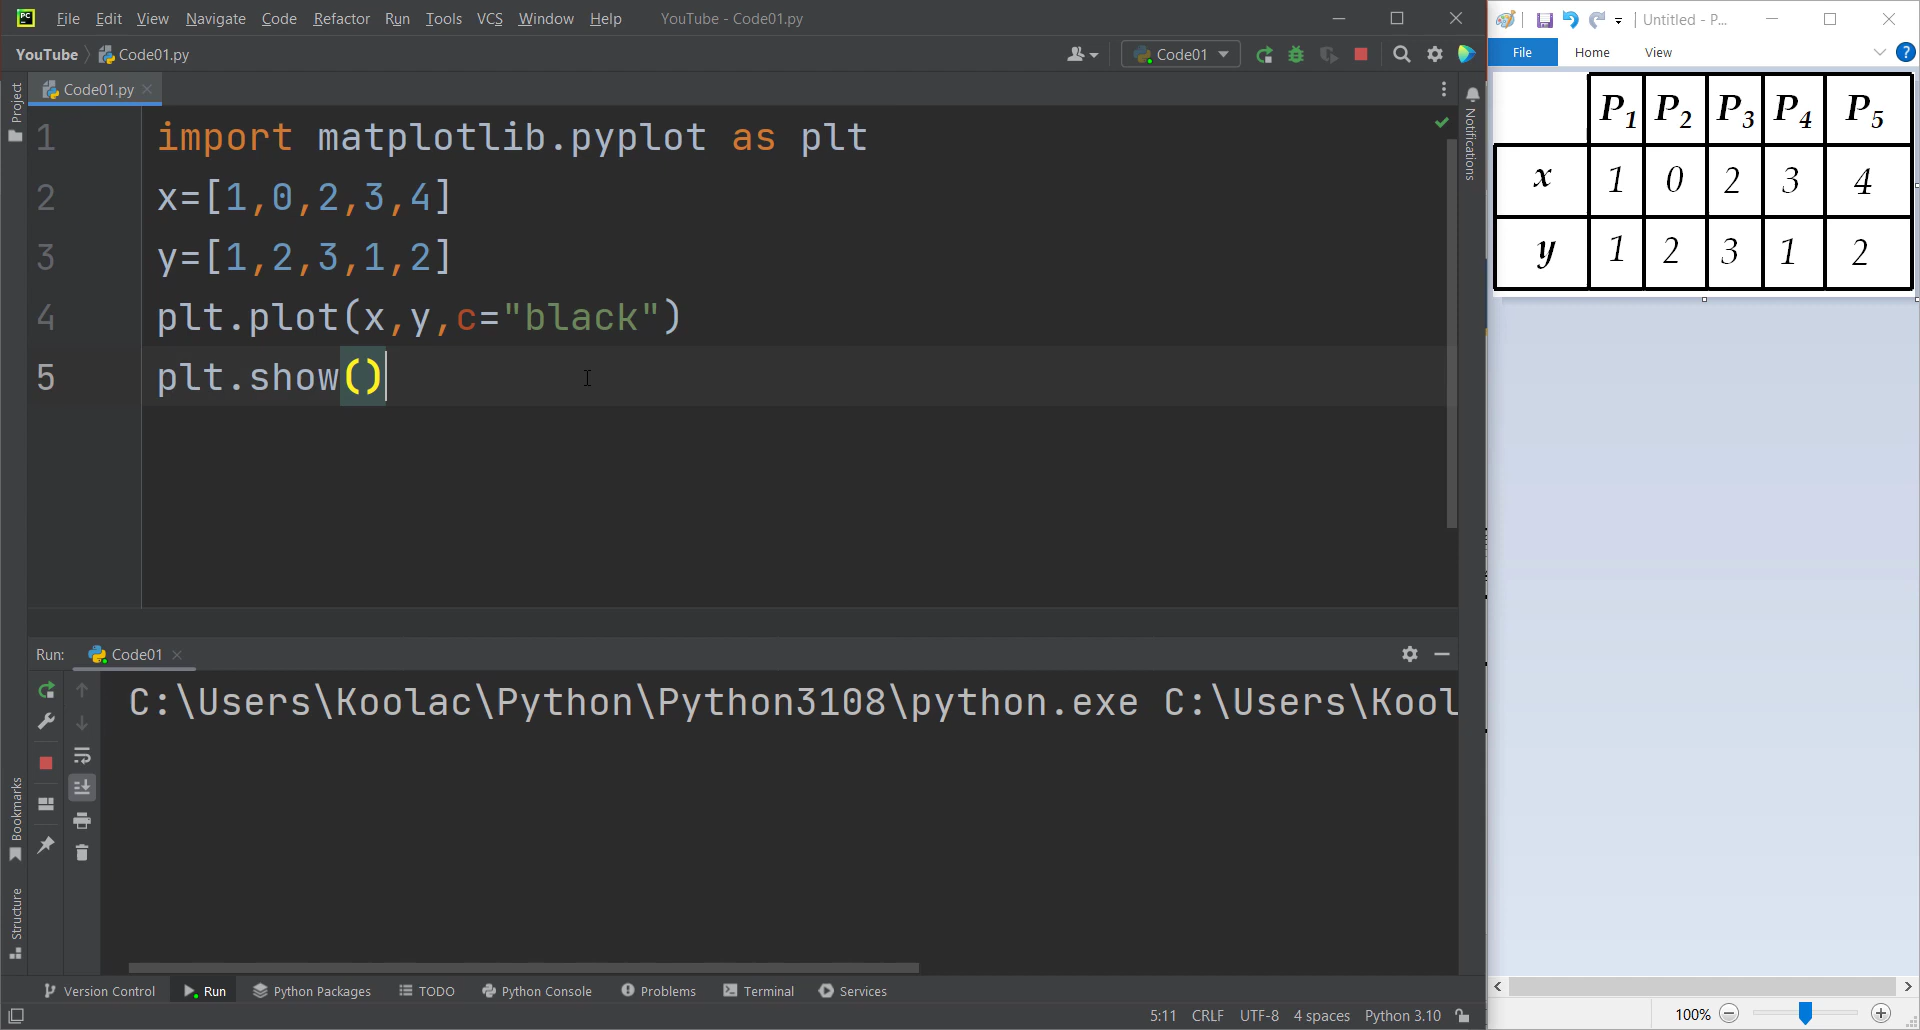 File Edit View Navigate Code Refactor Run Tools VCS Window Help YouTube - Code01.py
YouTube Code01.py Code01
Code01.py
1 import matplotlib.pyplot as plt
2 x=[1,0,2,3,4]
3 y=[1,2,3,1,2]
4 plt.plot(x,y,c="black")
5 plt.show()
Project
Notifications
Bookmarks
Structure
Run: Code01
C:\Users\Koolac\Python\Python3108\python.exe C:\Users\Kool
Version Control Run Python Packages TODO Python Console Problems Terminal Services
5:11 CRLF UTF-8 4 spaces Python 3.10
Untitled - P...
File Home View
P1 P2 P3 P4 P5
x 1 0 2 3 4
y 1 2 3 1 2
100%